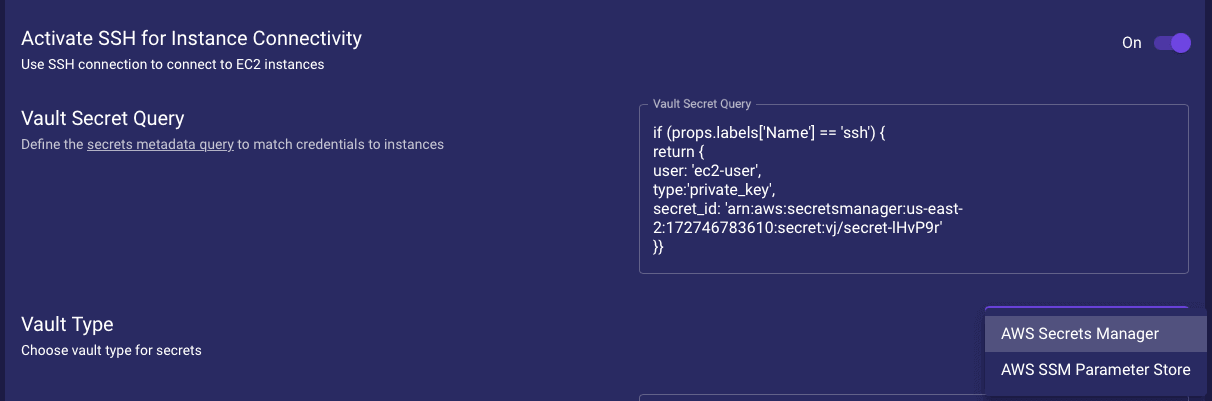 Activate SSH for Instance Connectivity
On
Use SSH connection to connect to EC2 instances
Vault Secret Query
Define the secrets metadata query to match credentials to instances
Vault Secret Query
if (props.labels['Name'] == 'ssh') {
return {
user: 'ec2-user',
type:'private_key',
secret_id: 'arn:aws:secretsmanager:us-east-
2:172746783610:secret:vj/secret-lHvP9r'
}}
Vault Type
Choose vault type for secrets
AWS Secrets Manager
AWS SSM Parameter Store